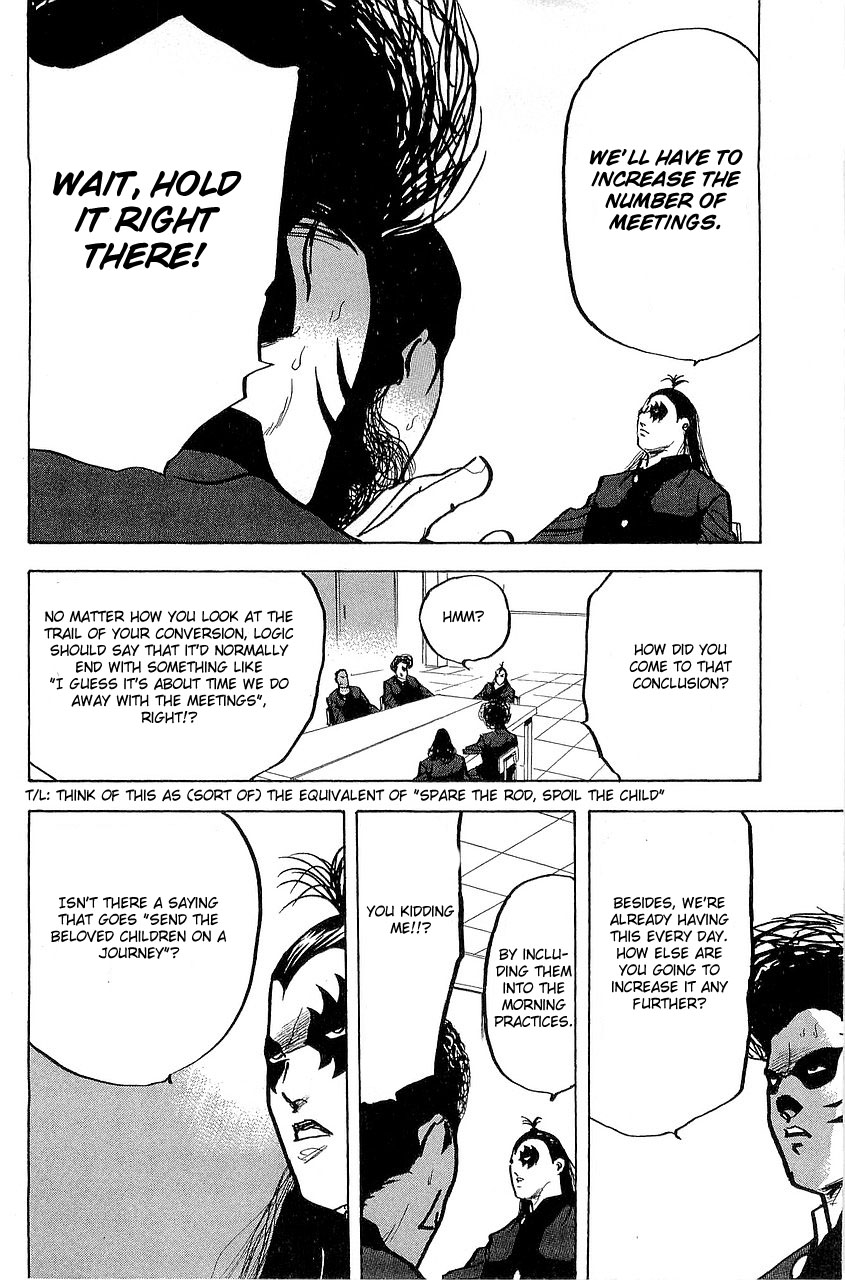 WE'LL HAVE TO
INCREASE THE
NUMBER OF
MEETINGS.
WAIT, HOLD
IT RIGHT
THERE!
HOW DID YOU
COME TO THAT
CONCLUSION?
HMM?
NO MATTER HOW YOU LOOK AT THE
TRAIL OF YOUR CONVERSION, LOGIC
SHOULD SAY THAT IT'D NORMALLY
END WITH SOMETHING LIKE
"I GUESS IT'S ABOUT TIME WE DO
AWAY WITH THE MEETINGS",
RIGHT!?
T/L: THINK OF THIS AS (SORT OF) THE EQUIVALENT OF "SPARE THE ROD, SPOIL THE CHILD"
BESIDES, WE'RE
ALREADY HAVING
THIS EVERY DAY.
HOW ELSE ARE
YOU GOING TO
INCREASE IT ANY
FURTHER?
BY INCLU-
DING THEM
INTO THE
MORNING
PRACTICES.
YOU KIDDING
ME!!?
ISN'T THERE A SAYING
THAT GOES "SEND THE
BELOVED CHILDREN ON A
JOURNEY"?